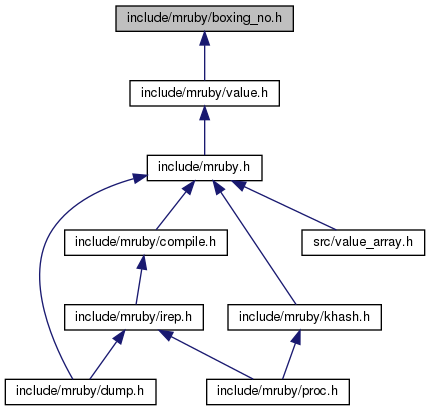 include/mruby/boxing_no.h
include/mruby/value.h
include/mruby.h
include/mruby/compile.h
src/value_array.h
include/mruby/irep.h
include/mruby/khash.h
include/mruby/dump.h
include/mruby/proc.h